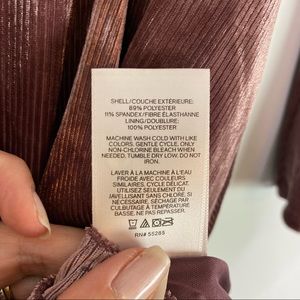 SHELL/COUCHE EXTÉRIEURE:
89% POLYESTER
11% SPANDEX/FIBRE ÉLASTHANNE
LINING/DOUBLURE:
100% POLYESTER
MACHINE WASH COLD WITH LIKE
COLORS, GENTLE CYCLE, ONLY
NON-CHLORINE BLEACH WHEN
NEEDED, TUMBLE DRY LOW, DO NOT
IRON.
LAVER À LA MACHINE À L'EAU
FROIDE AVEC COULEURS
SIMILAIRES. CYCLE DÉLICAT.
UTILISEZ SEULEMENT DU
JAVELLISANT SANS CHLORE, SI
NÉCESSAIRE. SÉCHAGE PAR
CULBUTAGE À TEMPÉRATURE
BASSE. NE PAS REPASSER.
RN# 55285